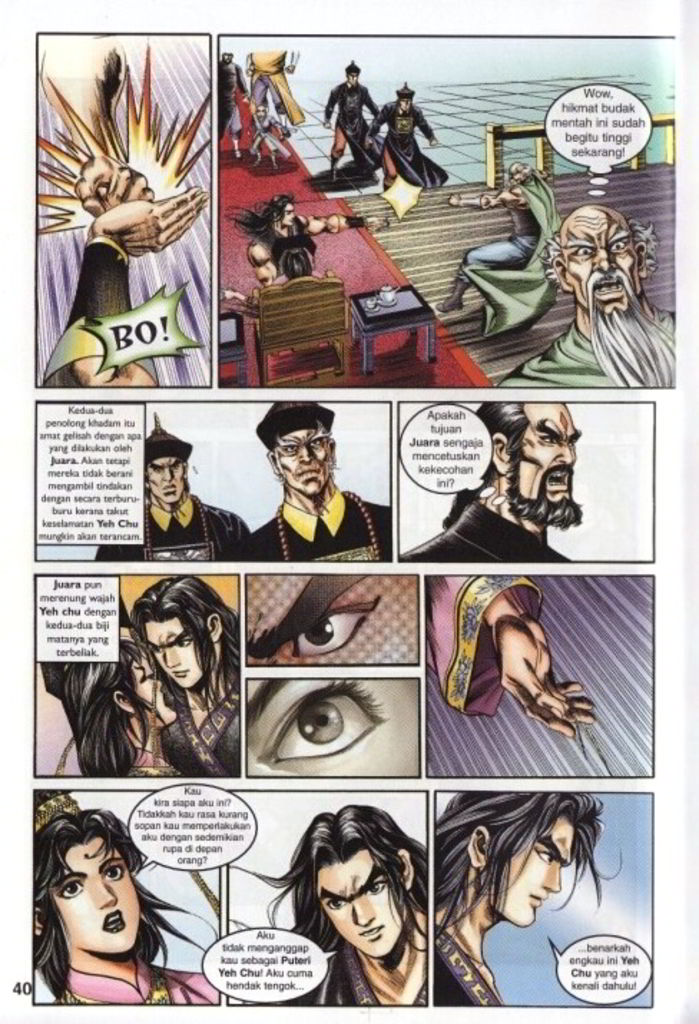 BO!
Wow,
hikmat budak
mentah ini sudah
begitu tinggi
sekarang!
Kedua-dua
penolong khadam itu
amat gelisah dengan apa
yang dilakukan oleh
Juara. Akan tetapi
mereka tidak berani
mengambil tindakan
dengan secara terburu-
buru kerana takut
keselamatan Yeh Chu
mungkin akan terancam.
Apakah
tujuan
Juara sengaja
mencetuskan
kekecohan
ini?
Juara pun
merenung wajah
Yeh chu dengan
kedua-dua biji
matanya yang
terbeliak.
Kau
kira siapa aku ini?
Tidakkah kau rasa kurang
sopan kau memperlakukan
aku dengan sedemikian
rupa di depan
orang?
Aku
tidak menganggap
kau sebagai Puteri
Yeh Chu! Aku cuma
hendak tengok...
...benarkah
engkau ini Yeh
Chu yang aku
kenali dahulu!
40